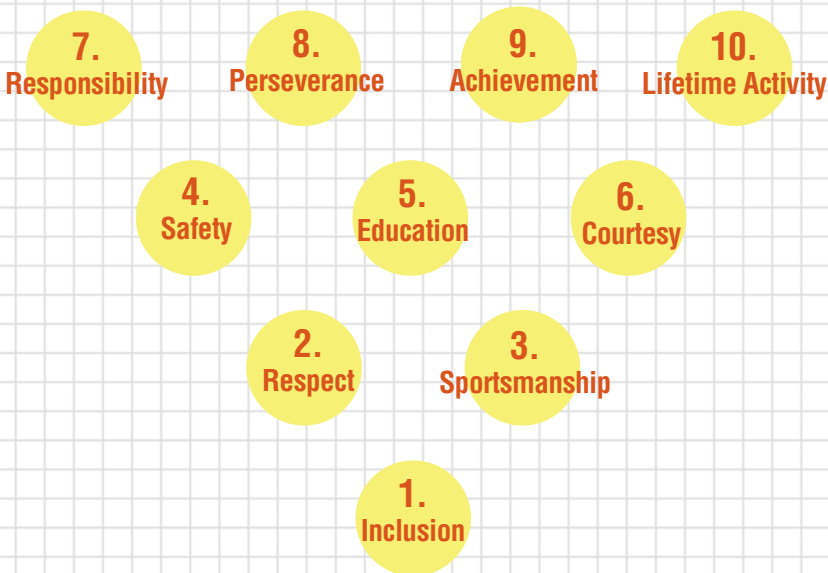 7.
Responsibility
8.
Perseverance
9.
Achievement
10.
Lifetime Activity
4.
Safety
5.
Education
6.
Courtesy
2.
Respect
3.
Sportsmanship
1.
Inclusion